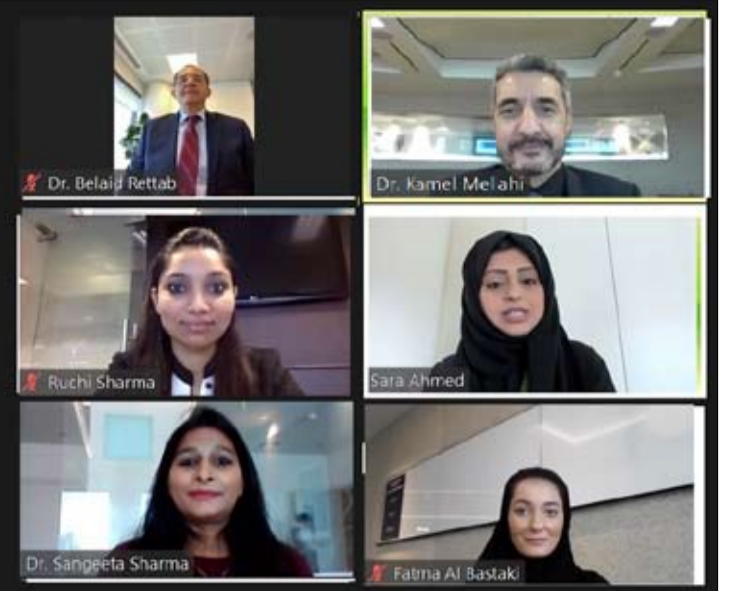 Dr. Belaid Rettab
Dr. Kamel Mellahi
Ruchi Sharma
Sara Ahmed
Dr. Sangeeta Sharma
Fatma Al Bastaki